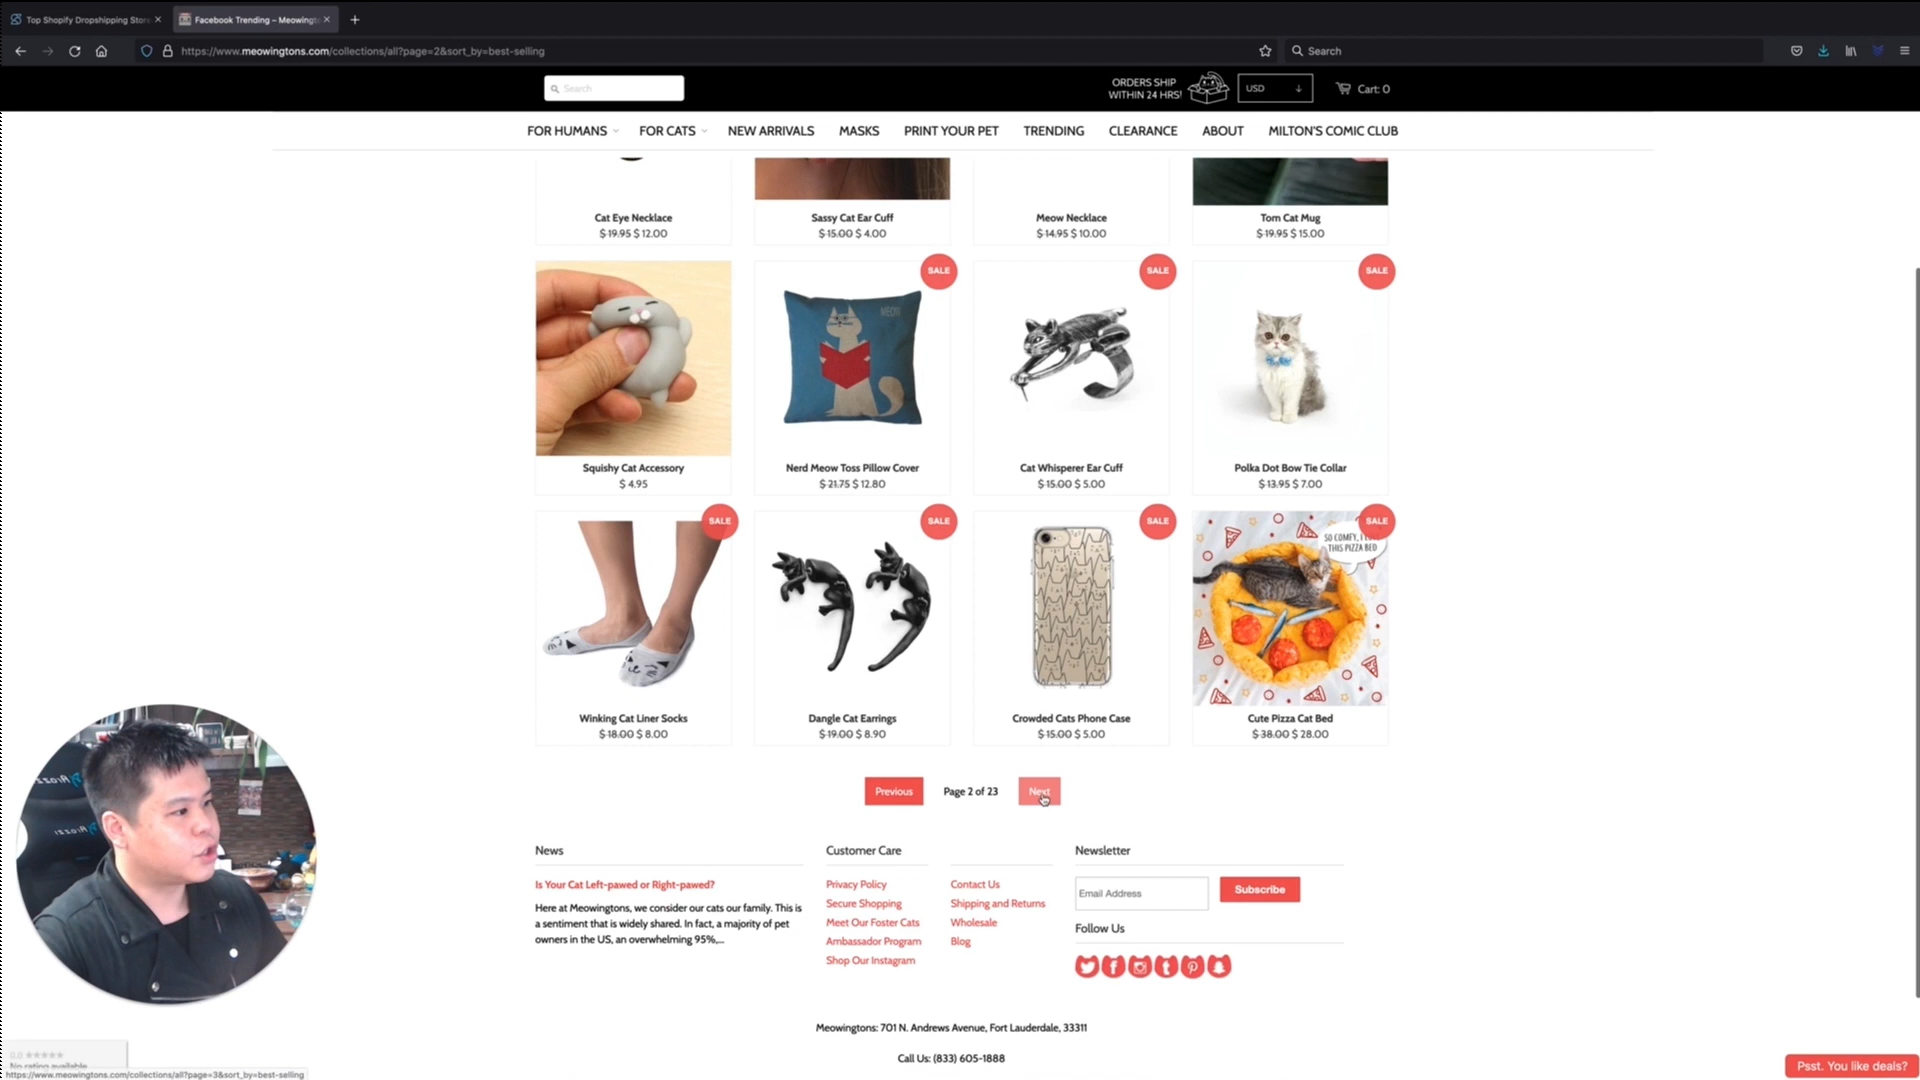 Top Shopify Dropshipping Store
Facebook Trending – Meowingto
https://www.meowingtons.com/collections/all?page=2&sort_by=best-selling
Search
Search
ORDERS SHIP
WITHIN 24 HRS!
USD
Cart: 0
FOR HUMANS
FOR CATS
NEW ARRIVALS
MASKS
PRINT YOUR PET
TRENDING
CLEARANCE
ABOUT
MILTON'S COMIC CLUB
Cat Eye Necklace
$ 19.95 $ 12.00
Sassy Cat Ear Cuff
$ 15.00 $ 4.00
Meow Necklace
$ 14.95 $ 10.00
Tom Cat Mug
$ 19.95 $ 15.00
SALE
SALE
SALE
MEOW
Squishy Cat Accessory
$ 4.95
Nerd Meow Toss Pillow Cover
$ 21.75 $ 12.80
Cat Whisperer Ear Cuff
$ 15.00 $ 5.00
Polka Dot Bow Tie Collar
$ 13.95 $ 7.00
SALE
SALE
SALE
SALE
SO COMFY, I
THIS PIZZA BED
Winking Cat Liner Socks
$ 18.00 $ 8.00
Dangle Cat Earrings
$ 19.00 $ 8.90
Crowded Cats Phone Case
$ 15.00 $ 5.00
Cute Pizza Cat Bed
$ 38.00 $ 28.00
Previous
Page 2 of 23
Next
News
Is Your Cat Left-pawed or Right-pawed?
Here at Meowingtons, we consider our cats our family. This is
a sentiment that is widely shared. In fact, a majority of pet
owners in the US, an overwhelming 95%,...
Customer Care
Privacy Policy
Secure Shopping
Meet Our Foster Cats
Ambassador Program
Shop Our Instagram
Contact Us
Shipping and Returns
Wholesale
Blog
Newsletter
Email Address
Subscribe
Follow Us
Meowingtons: 701 N. Andrews Avenue, Fort Lauderdale, 33311
Call Us: (833) 605-1888
0.0
No rating available
https://www.meowingtons.com/collections/all?page=3&sort_by=best-selling
Psst. You like deals?